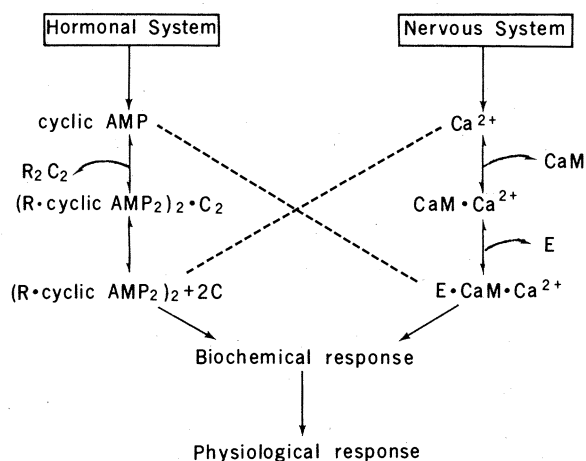 Hormonal System
Nervous System
cyclic AMP
Ca²⁺
R₂C₂
CaM
(R•cyclic AMP₂)₂•C₂
CaM•Ca²⁺
E
(R•cyclic AMP₂)₂+2C
E•CaM•Ca²⁺
Biochemical response
Physiological response